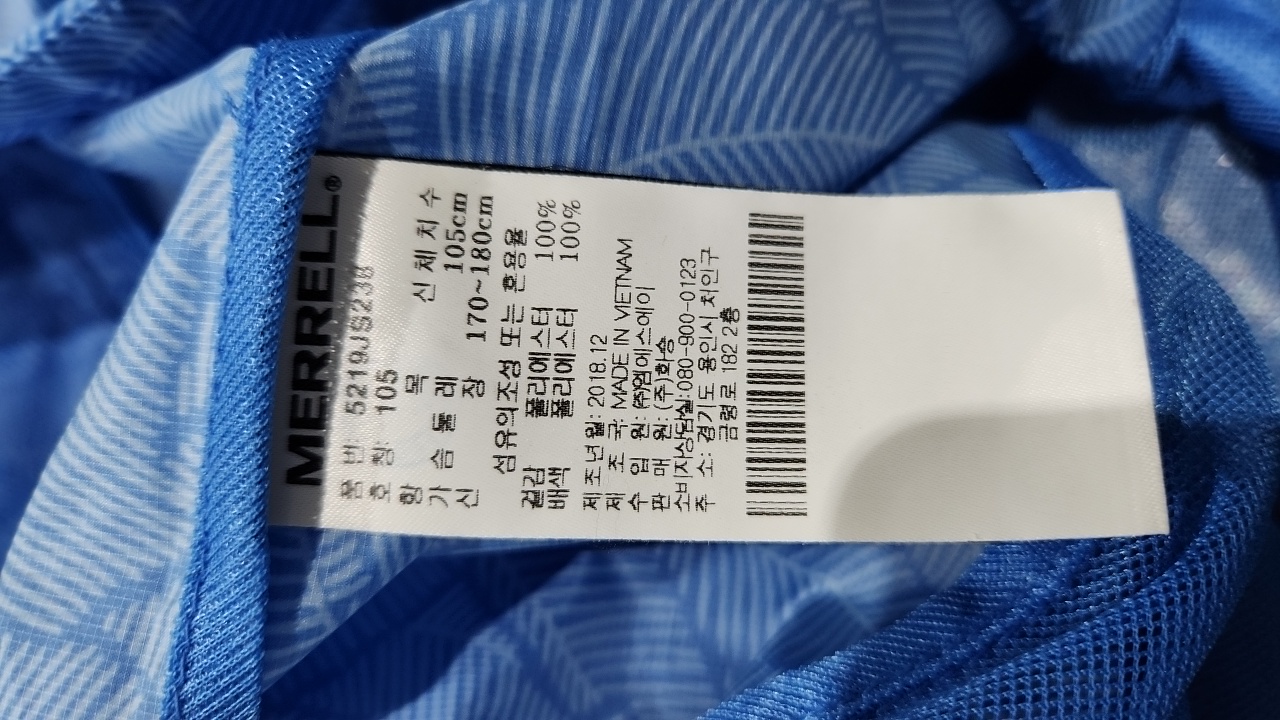 MERRELL®
품 번: 5219JS238
호 칭: 105
항 목 신 체 치 수
가 슴 둘 레 105cm
신 장 170~180cm
섬유의조성 또는 혼용율
겉감 폴리에스터 100%
배색 폴리에스터 100%
제조년월: 2018.12
제 조 국: MADE IN VIETNAM
수 입 원: ㈜엠에스에이
판 매 원: (주)화승
소비자상담실:080-900-0123
주 소: 경기도 용인시 처인구
금령로 182 2층